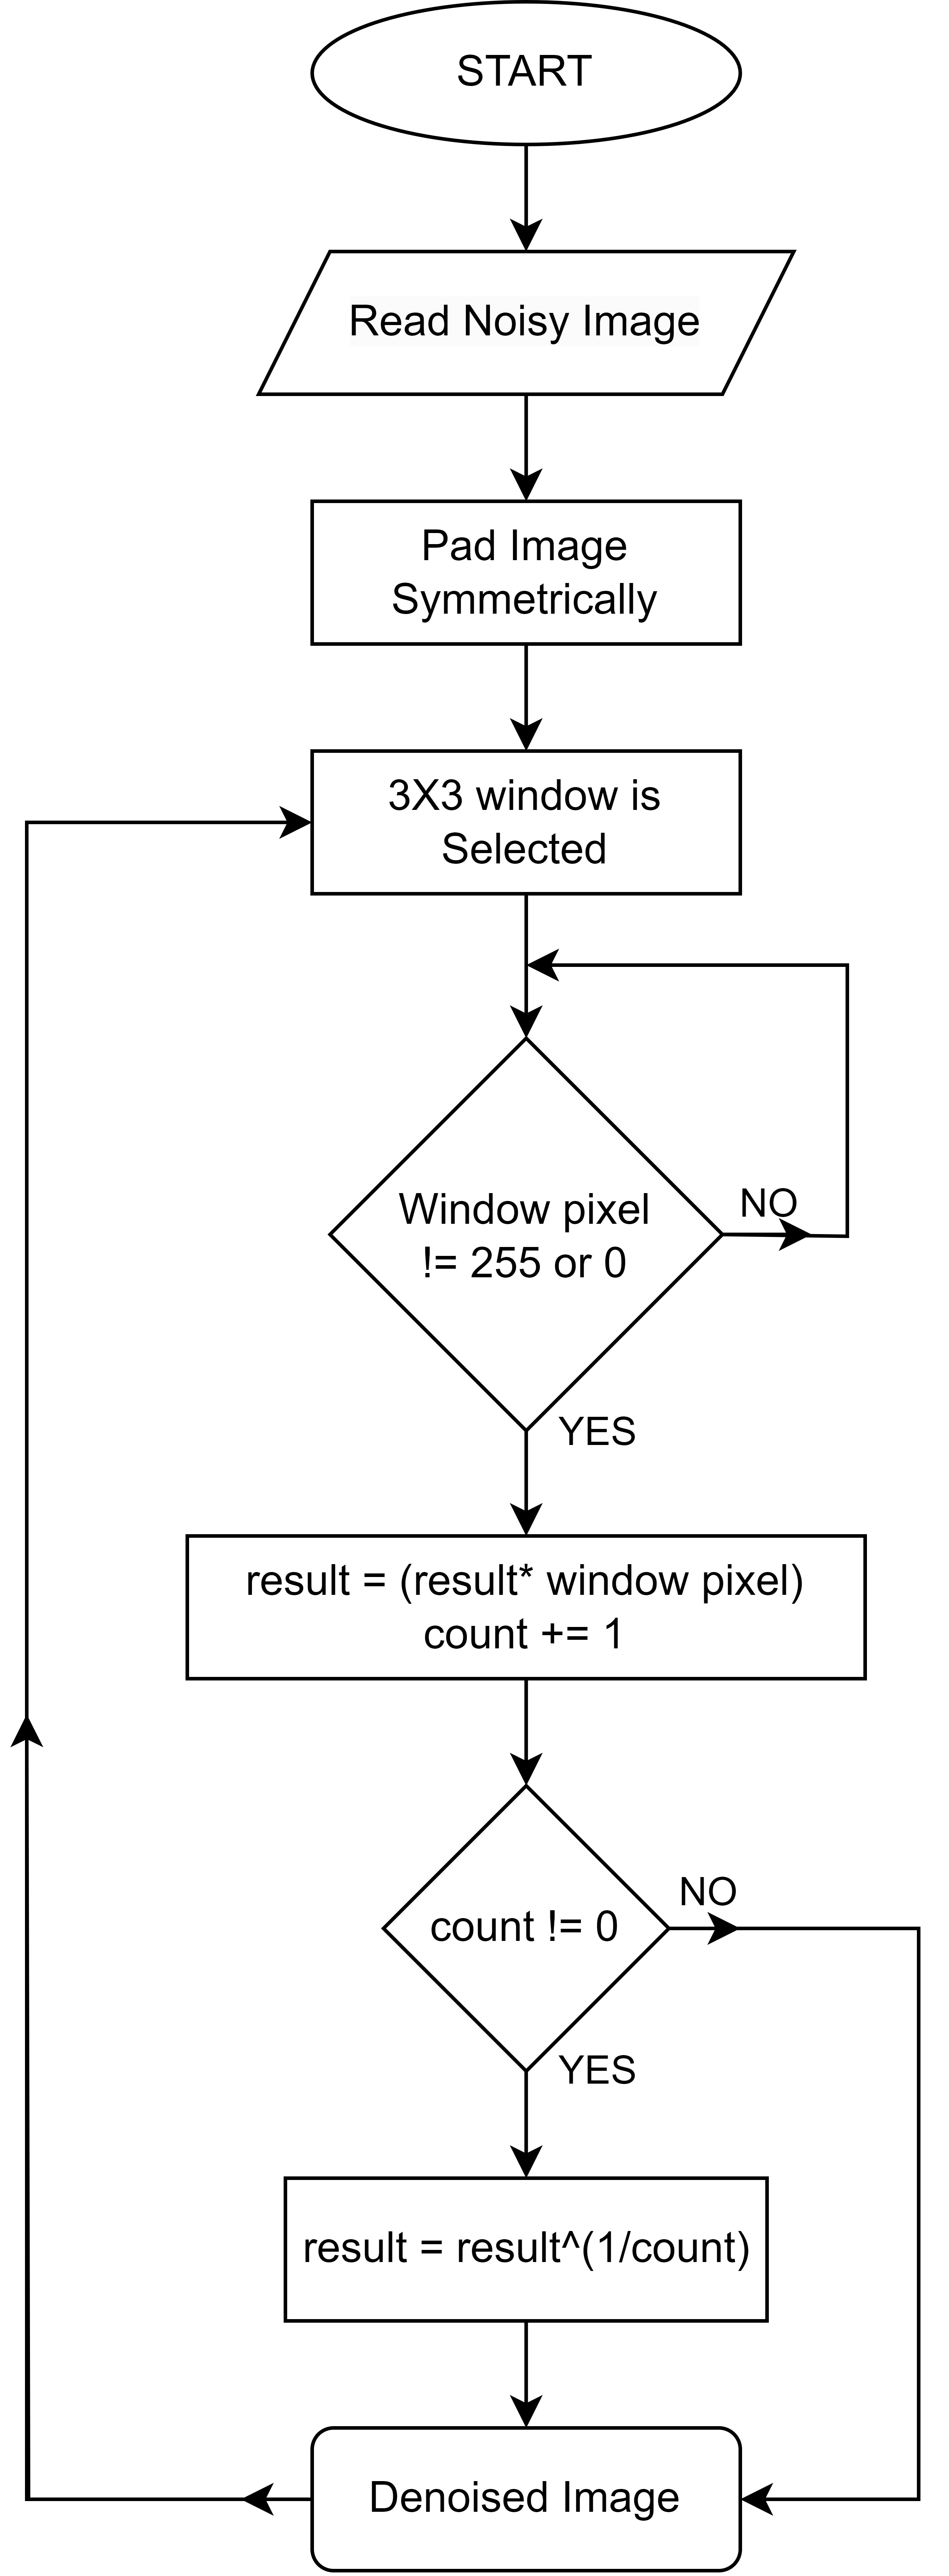 START
Read Noisy Image
Pad Image
Symmetrically
3X3 window is
Selected
Window pixel
!= 255 or 0
NO
YES
result = (result* window pixel)
count += 1
count != 0
NO
YES
result = result^(1/count)
Denoised Image